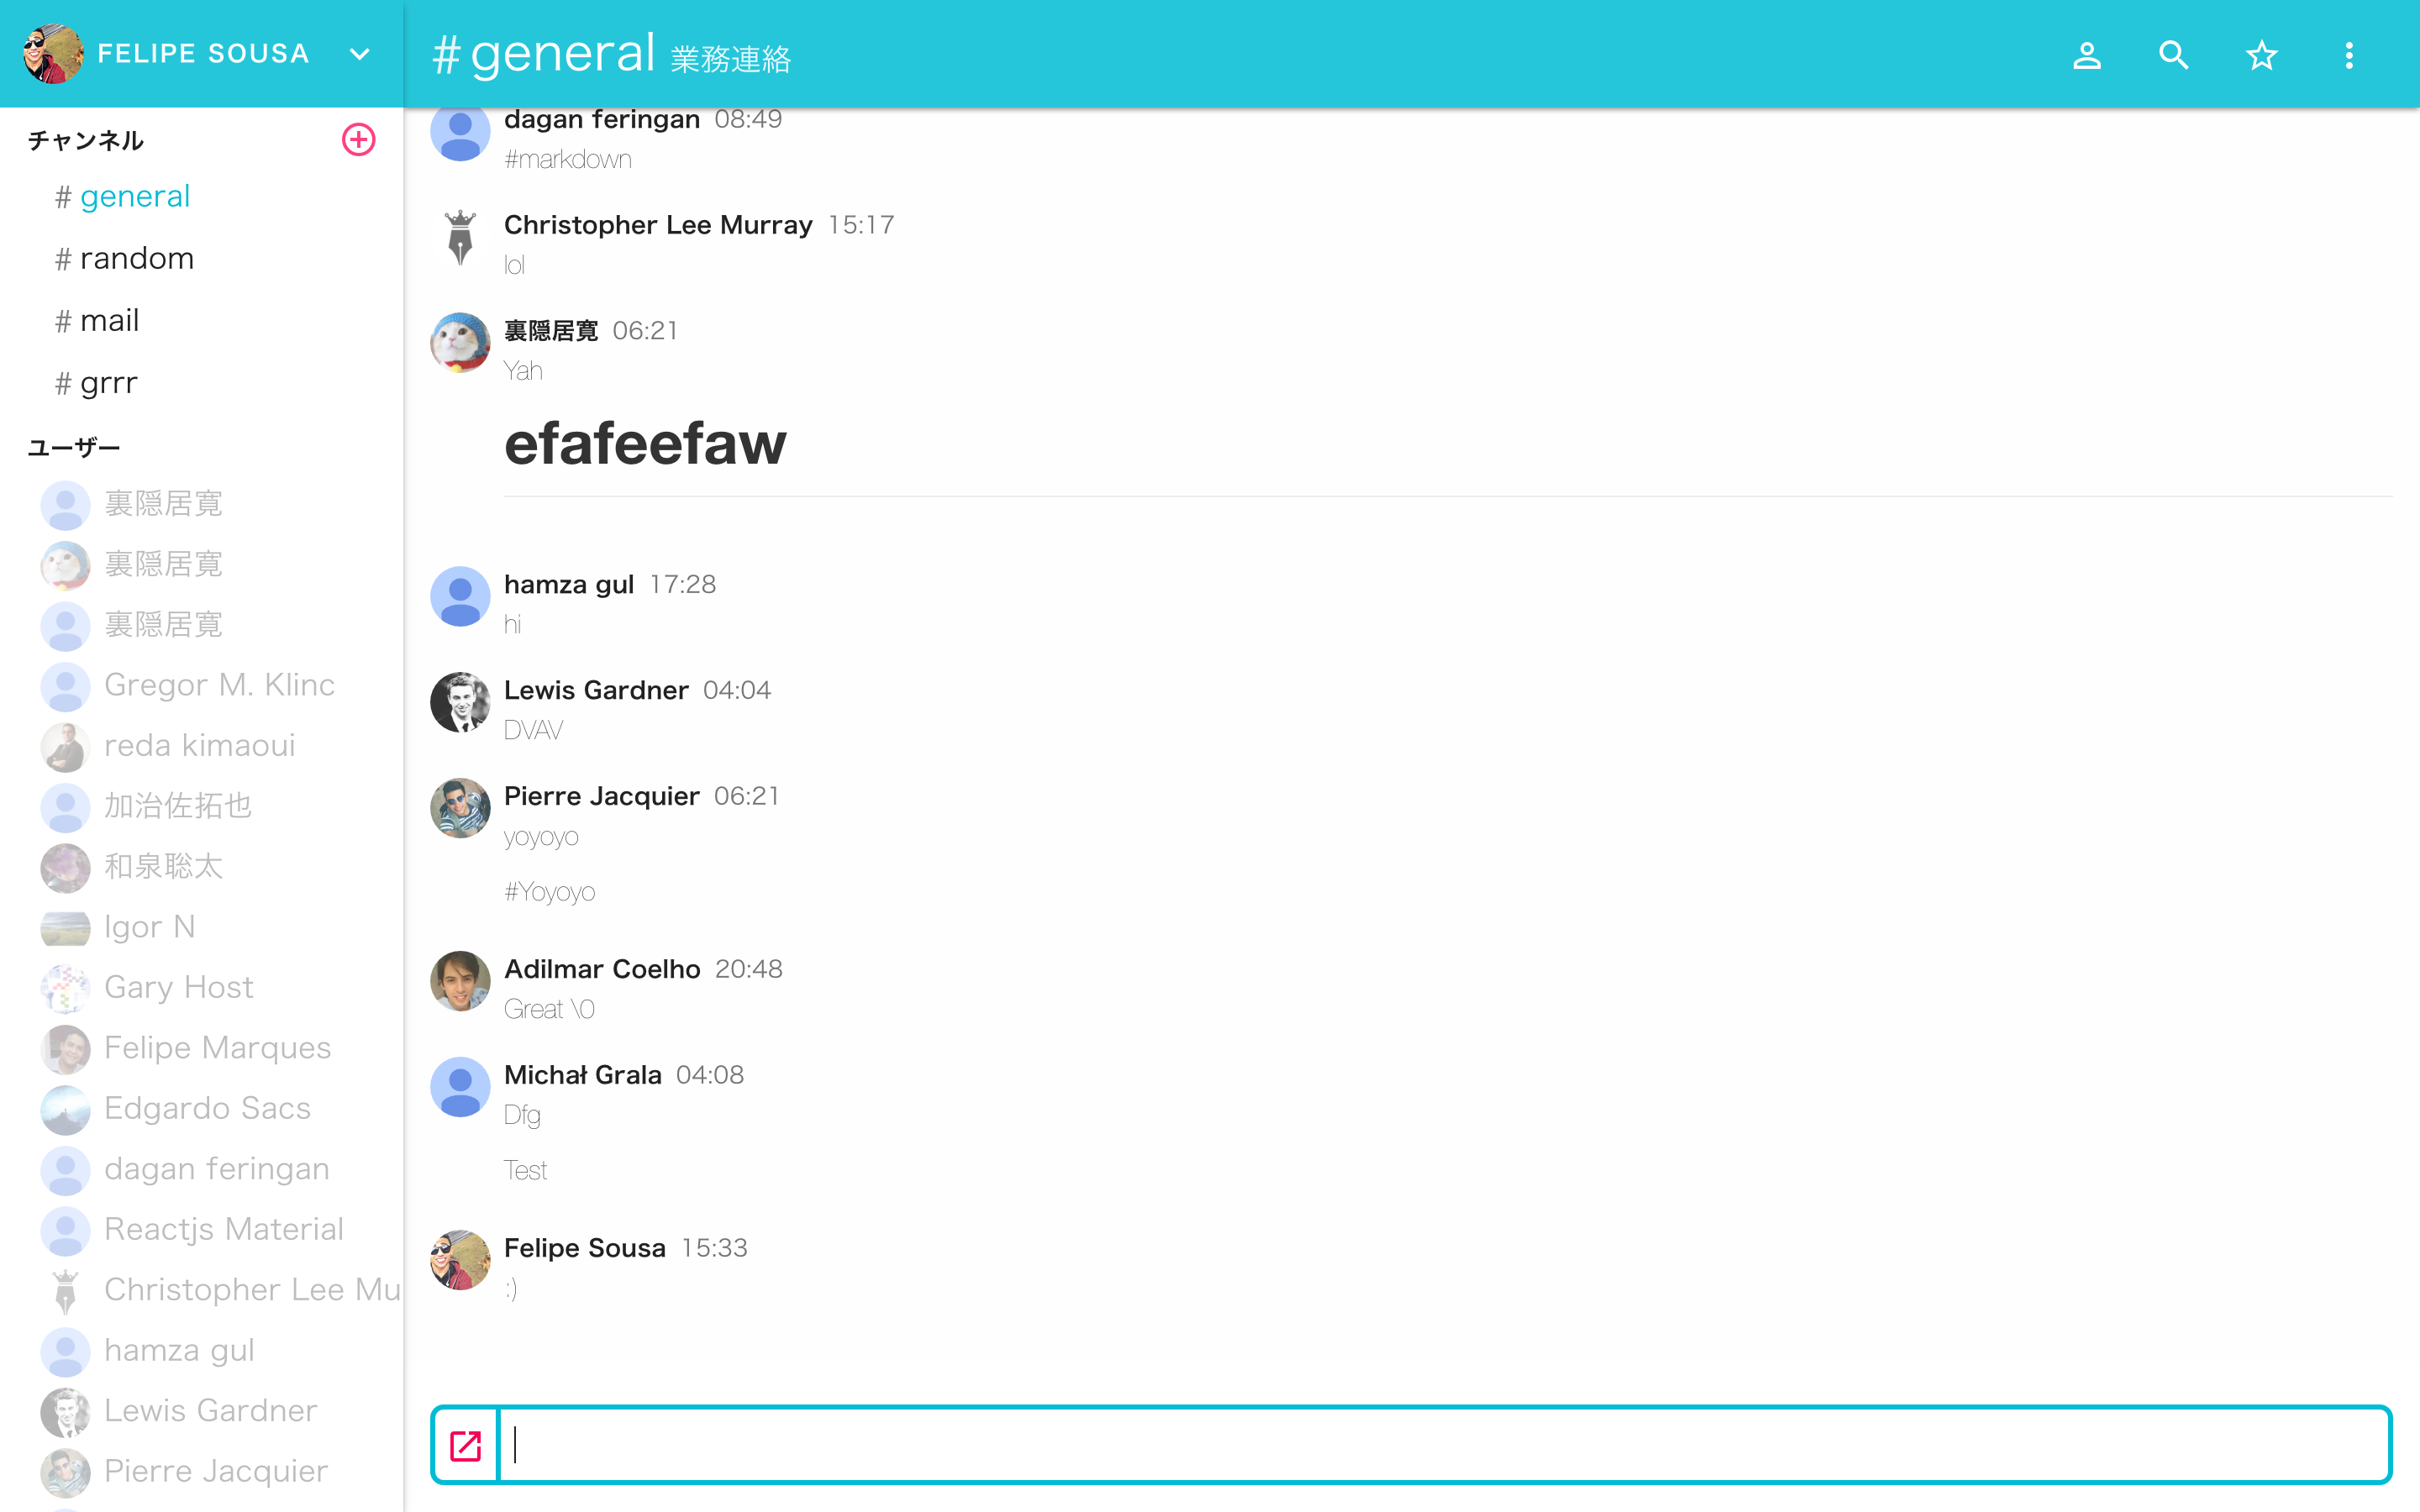 FELIPE SOUSA
チャンネル
# general
# random
# mail
# grrr
ユーザー
裏隠居寛
裏隠居寛
裏隠居寛
Gregor M. Klinc
reda kimaoui
加治佐拓也
和泉聡太
Igor N
Gary Host
Felipe Marques
Edgardo Sacs
dagan feringan
Reactjs Material
Christopher Lee Mu
hamza gul
Lewis Gardner
Pierre Jacquier
# general 業務連絡
dagan feringan 08:49
#markdown
Christopher Lee Murray 15:17
lol
裏隠居寛 06:21
Yah
efafeefaw
hamza gul 17:28
hi
Lewis Gardner 04:04
DVAV
Pierre Jacquier 06:21
yoyoyo
#Yoyoyo
Adilmar Coelho 20:48
Great \0
Michał Grala 04:08
Dfg
Test
Felipe Sousa 15:33
:)